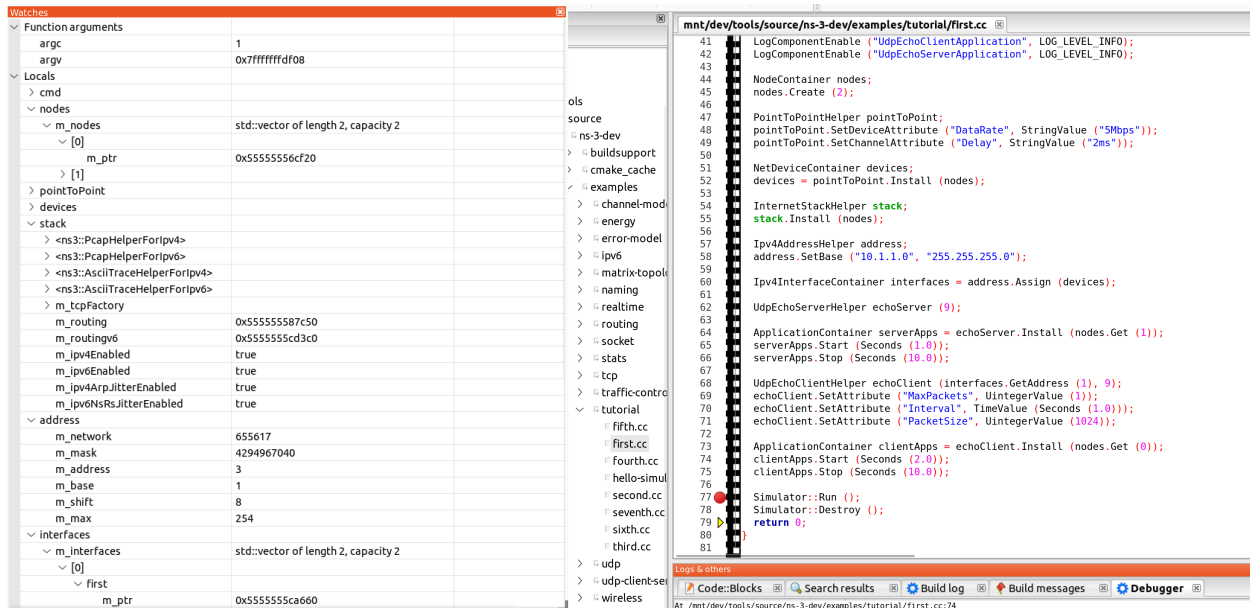 Watches
Function arguments
argc 1
argv 0x7fffffffdf08
Locals
cmd
nodes
m_nodes std::vector of length 2, capacity 2
[0]
m_ptr 0x55555556cf20
[1]
pointToPoint
devices
stack
<ns3::PcapHelperForIpv4>
<ns3::PcapHelperForIpv6>
<ns3::AsciiTraceHelperForIpv4>
<ns3::AsciiTraceHelperForIpv6>
m_tcpFactory
m_routing 0x555555587c50
m_routingv6 0x5555555cd3c0
m_ipv4Enabled true
m_ipv6Enabled true
m_ipv4ArpJitterEnabled true
m_ipv6NsRsJitterEnabled true
address
m_network 655617
m_mask 4294967040
m_address 3
m_base 1
m_shift 8
m_max 254
interfaces
m_interfaces std::vector of length 2, capacity 2
[0]
first
m_ptr 0x5555555ca660
ols
source
ns-3-dev
buildsupport
cmake_cache
examples
channel-mode
energy
error-model
ipv6
matrix-topolo
naming
realtime
routing
socket
stats
tcp
traffic-contro
tutorial
fifth.cc
first.cc
fourth.cc
hello-simul
second.cc
seventh.cc
sixth.cc
third.cc
udp
udp-client-ser
wireless
mnt/dev/tools/source/ns-3-dev/examples/tutorial/first.cc
41 LogComponentEnable ("UdpEchoClientApplication", LOG_LEVEL_INFO);
42 LogComponentEnable ("UdpEchoServerApplication", LOG_LEVEL_INFO);
43
44 NodeContainer nodes;
45 nodes.Create (2);
46
47 PointToPointHelper pointToPoint;
48 pointToPoint.SetDeviceAttribute ("DataRate", StringValue ("5Mbps"));
49 pointToPoint.SetChannelAttribute ("Delay", StringValue ("2ms"));
50
51 NetDeviceContainer devices;
52 devices = pointToPoint.Install (nodes);
53
54 InternetStackHelper stack;
55 stack.Install (nodes);
56
57 Ipv4AddressHelper address;
58 address.SetBase ("10.1.1.0", "255.255.255.0");
59
60 Ipv4InterfaceContainer interfaces = address.Assign (devices);
61
62 UdpEchoServerHelper echoServer (9);
63
64 ApplicationContainer serverApps = echoServer.Install (nodes.Get (1));
65 serverApps.Start (Seconds (1.0));
66 serverApps.Stop (Seconds (10.0));
67
68 UdpEchoClientHelper echoClient (interfaces.GetAddress (1), 9);
69 echoClient.SetAttribute ("MaxPackets", UintegerValue (1));
70 echoClient.SetAttribute ("Interval", TimeValue (Seconds (1.0)));
71 echoClient.SetAttribute ("PacketSize", UintegerValue (1024));
72
73 ApplicationContainer clientApps = echoClient.Install (nodes.Get (0));
74 clientApps.Start (Seconds (2.0));
75 clientApps.Stop (Seconds (10.0));
76
77 Simulator::Run ();
78 Simulator::Destroy ();
79 return 0;
80 }
81
Logs & others
Code::Blocks Search results Build log Build messages Debugger
At /mnt/dev/tools/source/ns-3-dev/examples/tutorial/first.cc:74